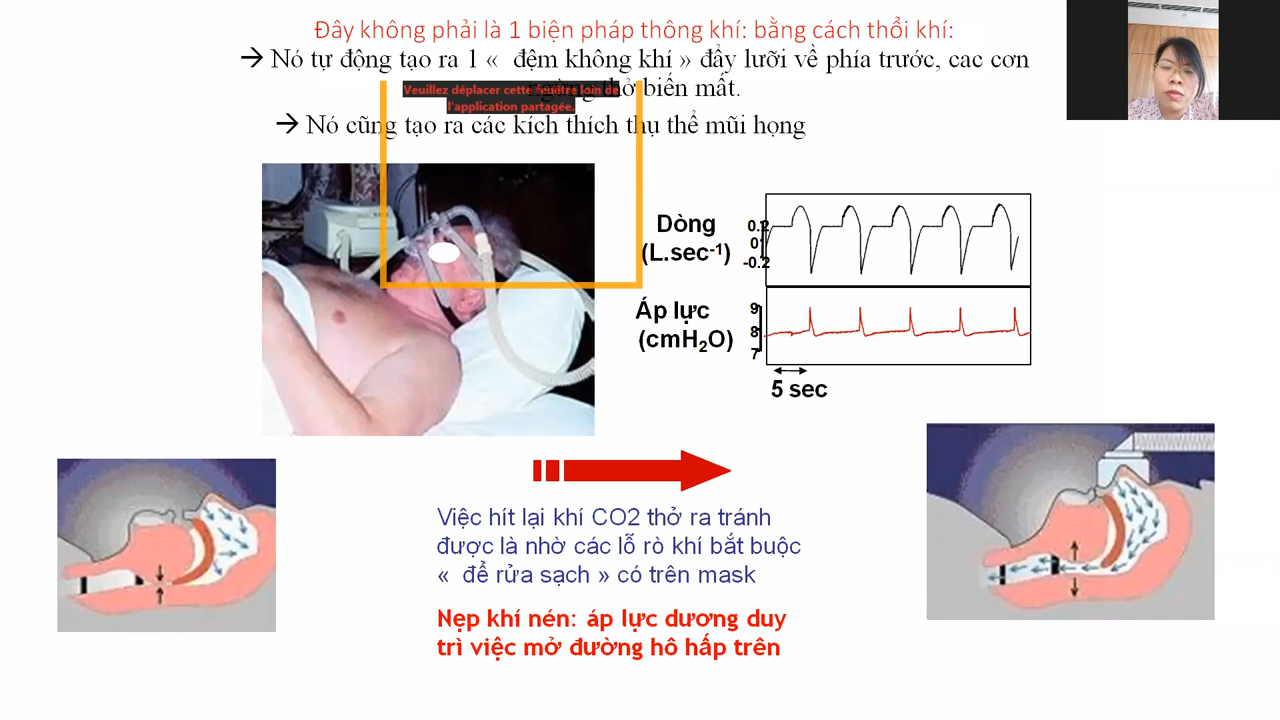 Đây không phải là 1 biện pháp thông khí: bằng cách thổi khí:
→ Nó tự động tạo ra 1 « đệm không khí » đẩy lưỡi về phía trước, cac cơn
thở biến mất.
Veuillez déplacer cette fenêtre loin de
l'application partagée.
→ Nó cũng tạo ra các kích thích thụ thể mũi họng
Dòng
(L.sec-1)
0.2
0
-0.2
Áp lực
(cmH2O)
9
8
7
5 sec
Việc hít lại khí CO2 thở ra tránh
được là nhờ các lỗ rò khí bắt buộc
« để rửa sạch » có trên mask
Nẹp khí nén: áp lực dương duy
trì việc mở đường hô hấp trên